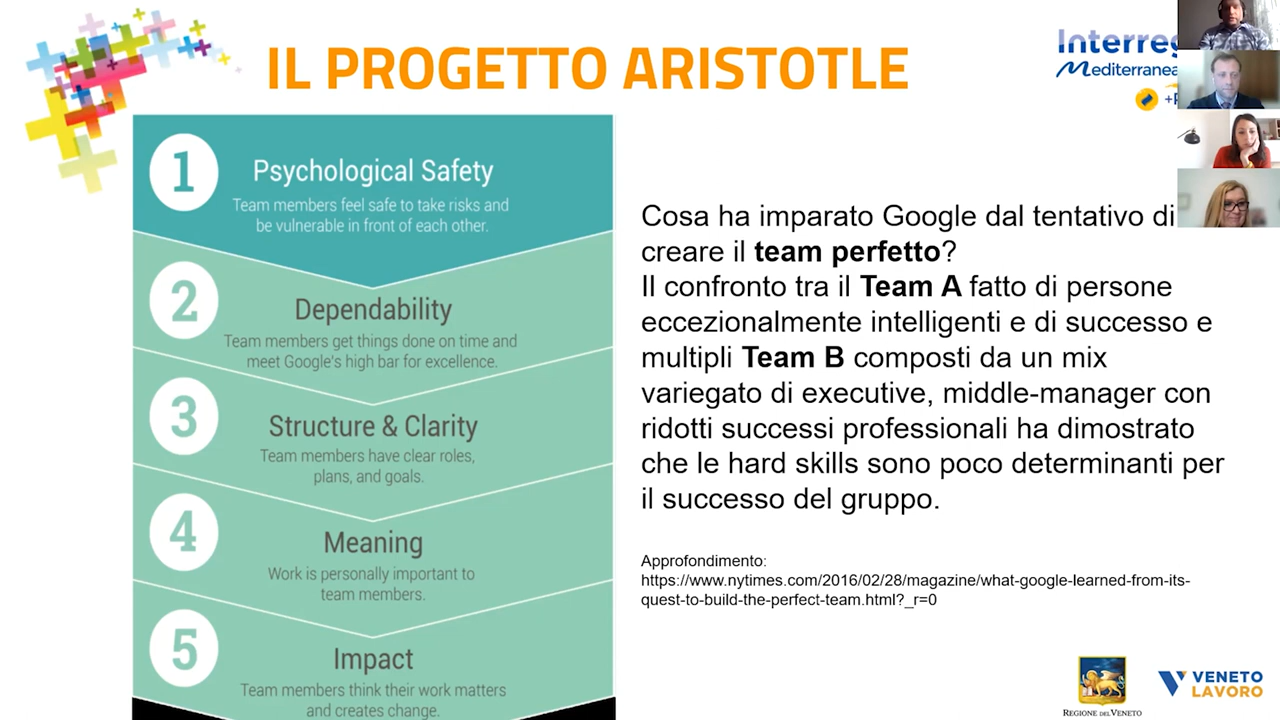 IL PROGETTO ARISTOTLE
Interreg
Mediterranea
1
Psychological Safety
Team members feel safe to take risks and
be vulnerable in front of each other.
2
Dependability
Team members get things done on time and
meet Google's high bar for excellence.
3
Structure & Clarity
Team members have clear roles,
plans, and goals.
4
Meaning
Work is personally important to
team members.
5
Impact
Team members think their work matters
and creates change.
Cosa ha imparato Google dal tentativo di
creare il team perfetto?
Il confronto tra il Team A fatto di persone
eccezionalmente intelligenti e di successo e
multipli Team B composti da un mix
variegato di executive, middle-manager con
ridotti successi professionali ha dimostrato
che le hard skills sono poco determinanti per
il successo del gruppo.
Approfondimento:
https://www.nytimes.com/2016/02/28/magazine/what-google-learned-from-its-
quest-to-build-the-perfect-team.html?_r=0
REGIONE DEL VENETO
VENETO
LAVORO